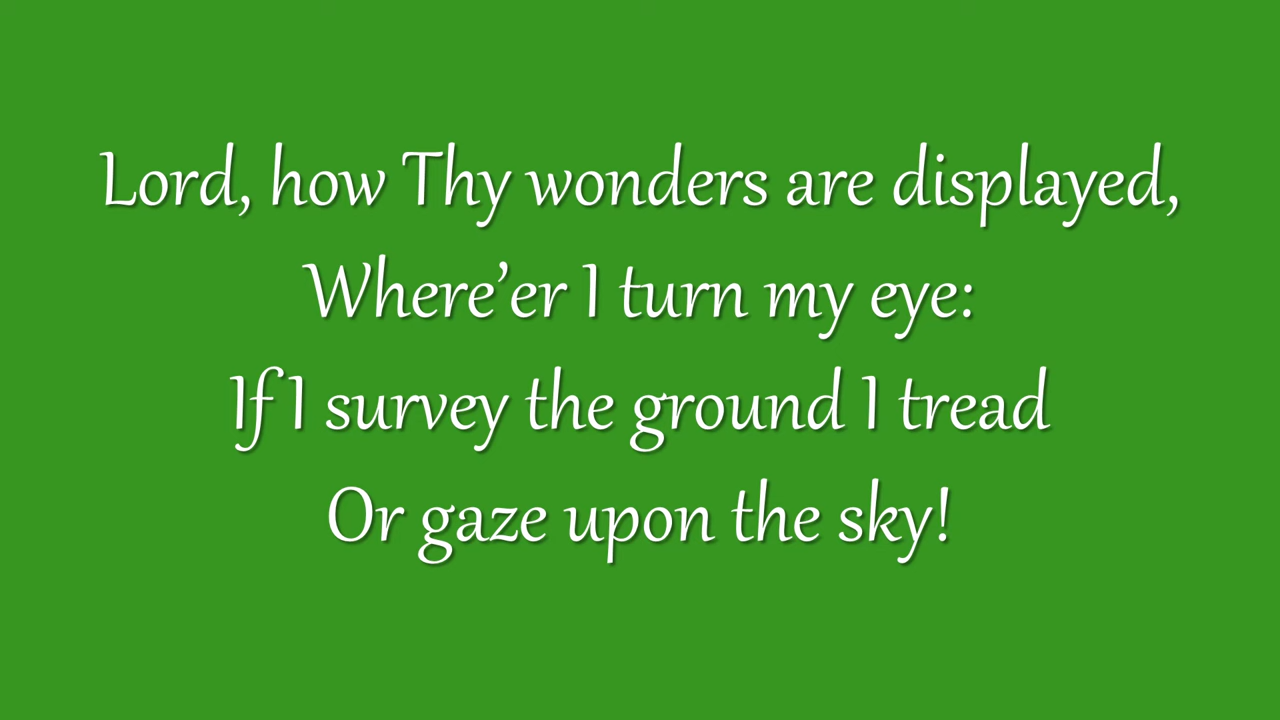 Lord, how Thy wonders are displayed,
Where’er I turn my eye:
If I survey the ground I tread
Or gaze upon the sky!